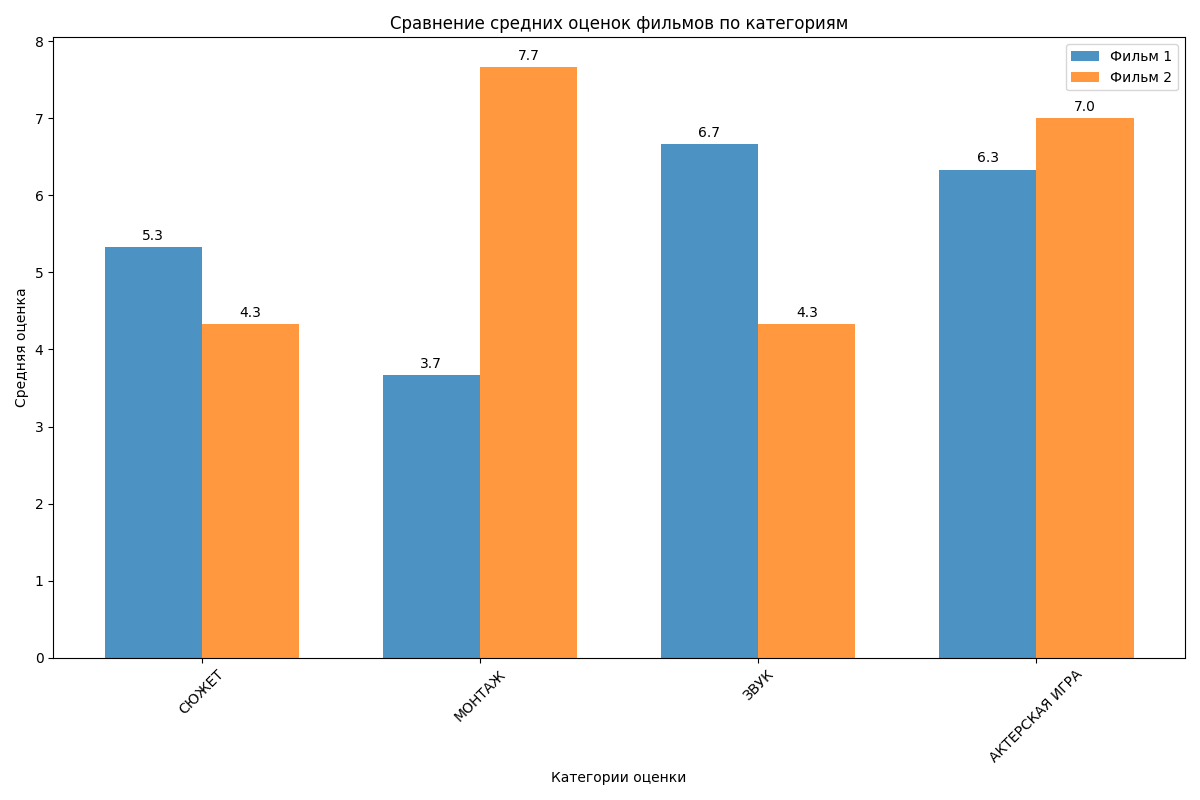 Сравнение средних оценок фильмов по категориям
Фильм 1
Фильм 2
Средняя оценка
8
7
6
5
4
3
2
1
0
5.3
4.3
3.7
7.7
6.7
4.3
6.3
7.0
СЮЖЕТ
МОНТАЖ
ЗВУК
АКТЕРСКАЯ ИГРА
Категории оценки